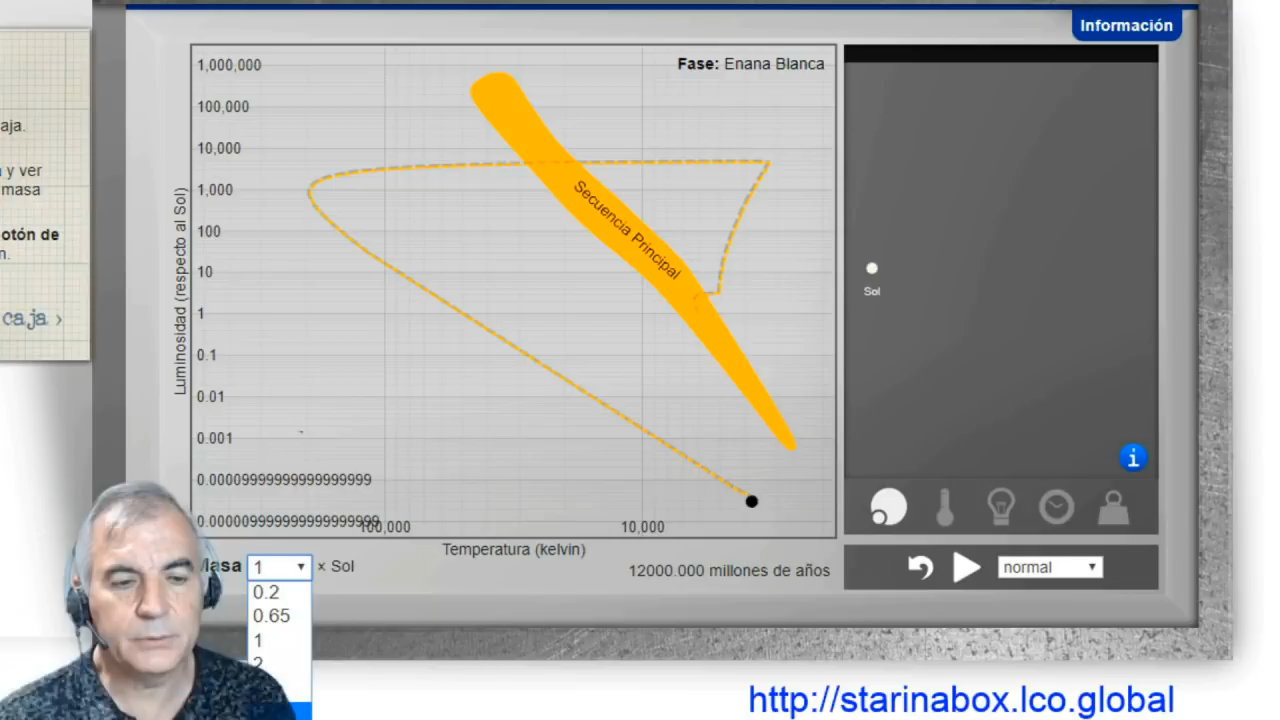 Información
aja.
y ver
masa
otón de
n.
caja ›
Fase: Enana Blanca
1,000,000
100,000
10,000
1,000
100
10
1
0.1
0.01
0.001
0.00009999999999999999
0.000009999999999999999
Luminosidad (respecto al Sol)
Secuencia Principal
100,000
10,000
Temperatura (kelvin)
Sol
i
Masa 1 × Sol
0.2
0.65
1
2
12000.000 millones de años
normal
http://starinabox.lco.global